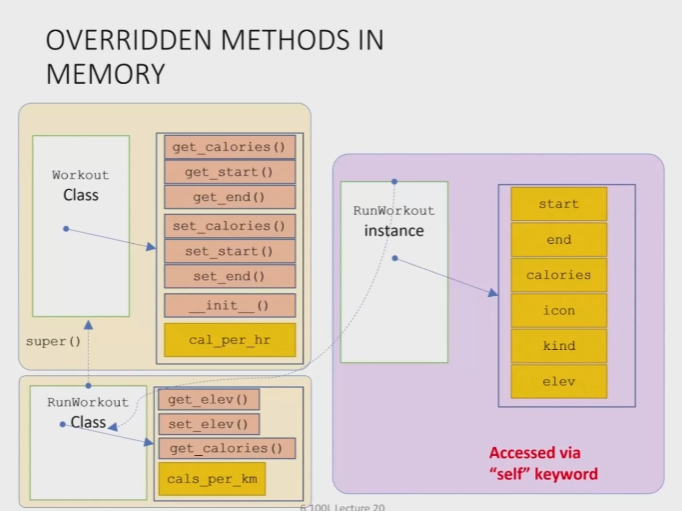 OVERRIDDEN METHODS IN
MEMORY
Workout
Class
get_calories()
get_start()
get_end()
set_calories()
set_start()
set_end()
__init__()
cal_per_hr
super()
RunWorkout
Class
get_elev()
set_elev()
get_calories()
cals_per_km
RunWorkout
instance
start
end
calories
icon
kind
elev
Accessed via
“self” keyword
6.100L Lecture 20